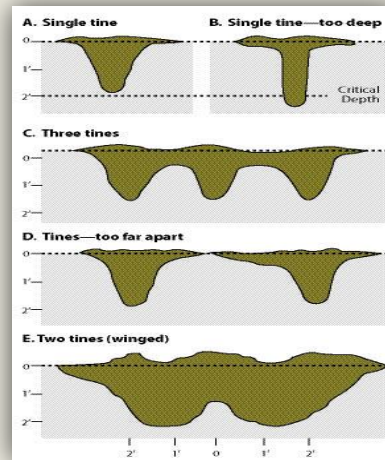 A. Single tine
B. Single tine—too deep
0
1'
2'
Critical
Depth
C. Three tines
0
1'
2'
D. Tines—too far apart
0
1'
2'
E. Two tines (winged)
0
1'
2'
2' 1' 0 1' 2'